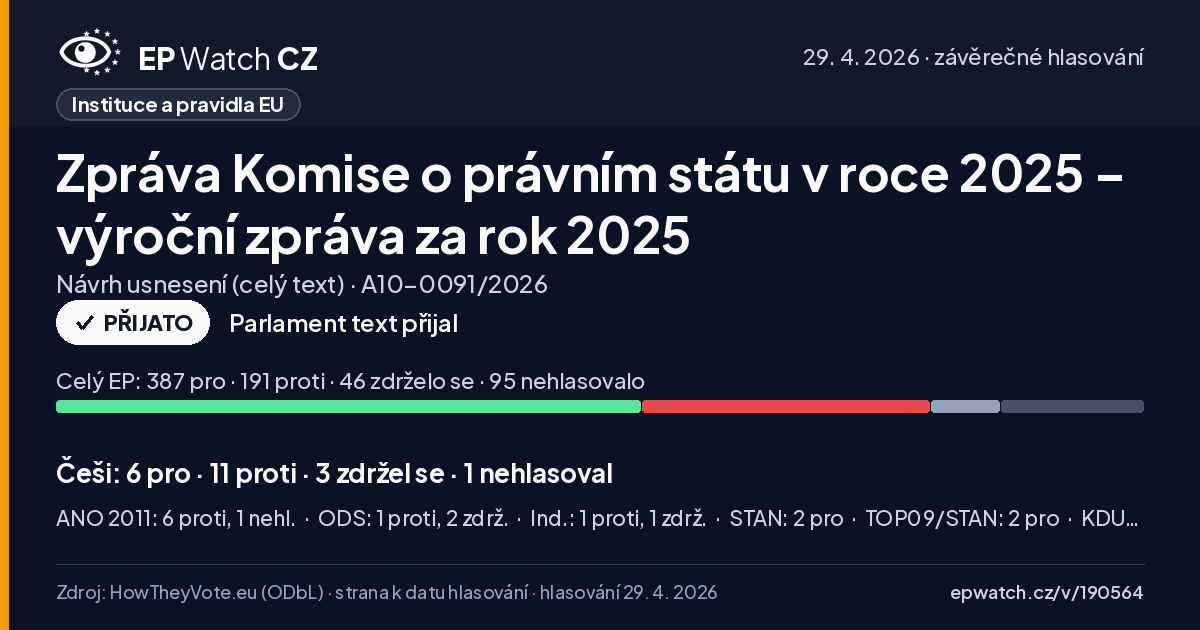 EP Watch CZ
29. 4. 2026 · závěrečné hlasování
Instituce a pravidla EU
Zpráva Komise o právním státu v roce 2025 –
výroční zpráva za rok 2025
Návrh usnesení (celý text) · A10-0091/2026
✓ PŘIJATO Parlament text přijal
Celý EP: 387 pro · 191 proti · 46 zdrželo se · 95 nehlasovalo
Češi: 6 pro · 11 proti · 3 zdržel se · 1 nehlasoval
ANO 2011: 6 proti, 1 nehl. · ODS: 1 proti, 2 zdrž. · Ind.: 1 proti, 1 zdrž. · STAN: 2 pro · TOP09/STAN: 2 pro · KDU…
Zdroj: HowTheyVote.eu (ODbL) · strana k datu hlasování · hlasování 29. 4. 2026
epwatch.cz/v/190564